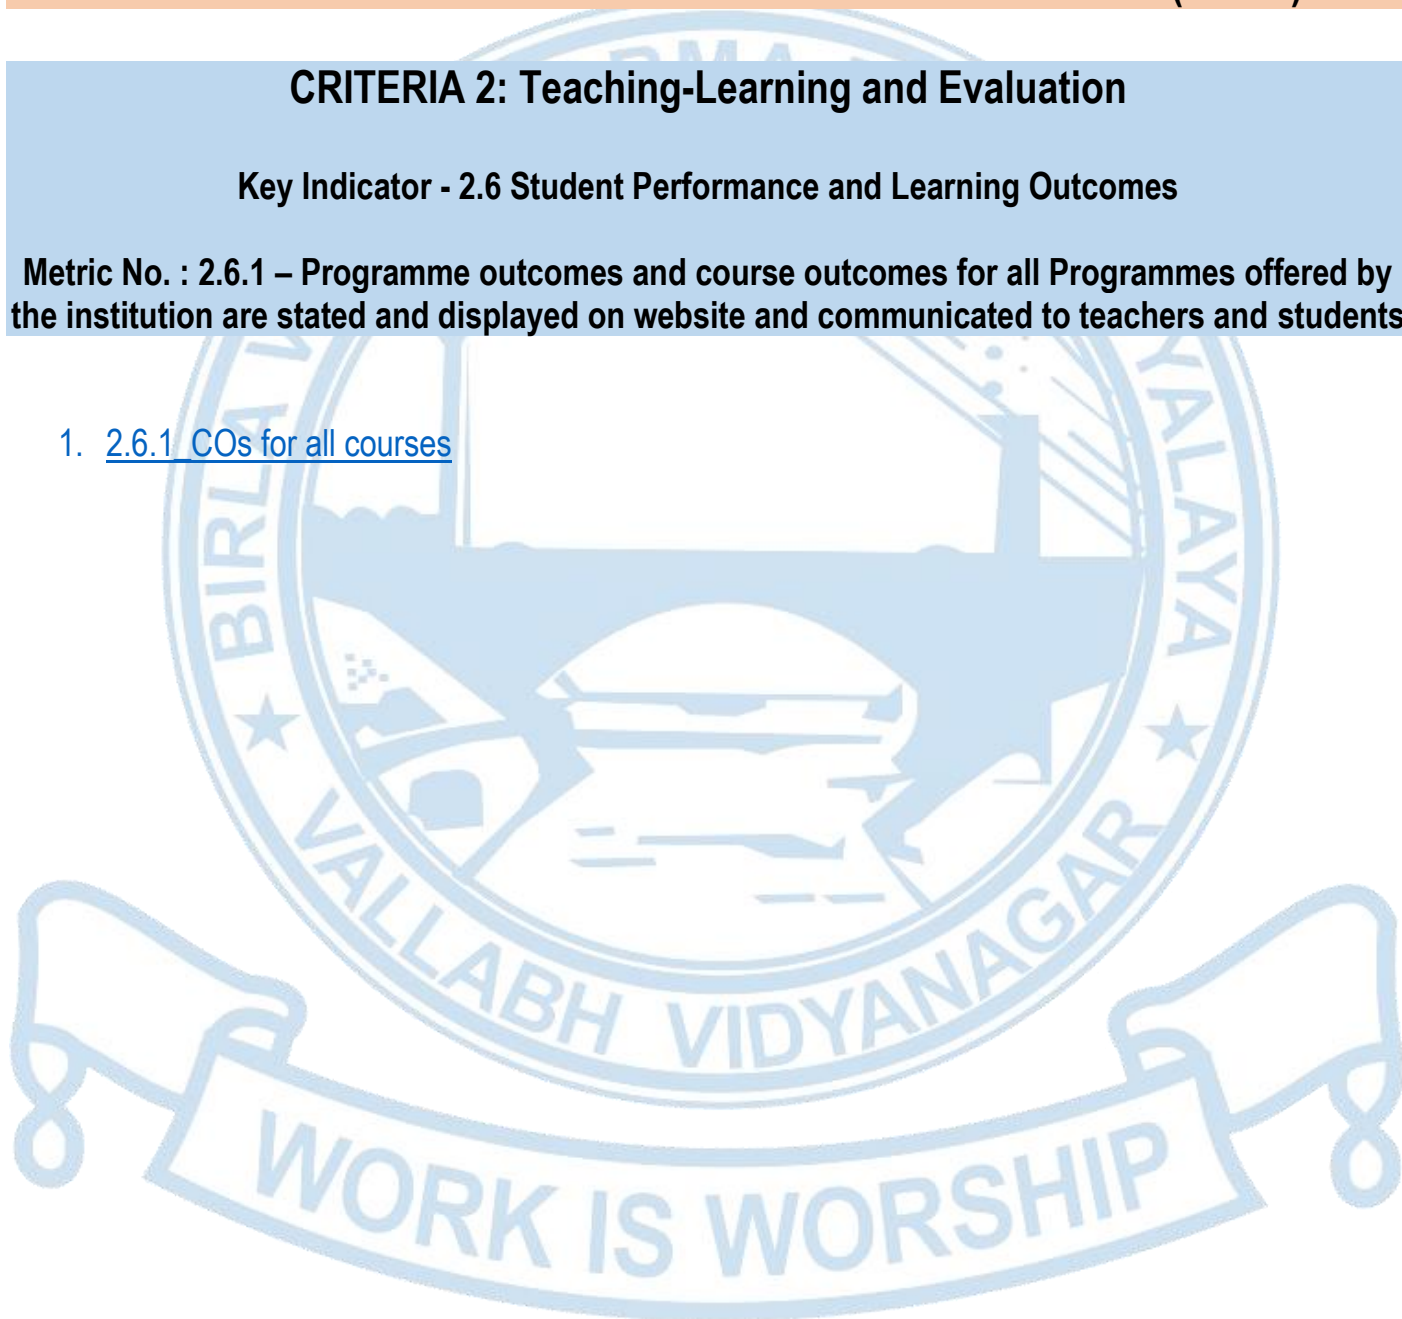 CRITERIA 2: Teaching-Learning and Evaluation
Key Indicator - 2.6 Student Performance and Learning Outcomes
Metric No. : 2.6.1 – Programme outcomes and course outcomes for all Programmes offered by
the institution are stated and displayed on website and communicated to teachers and students
1. 2.6.1_COs for all courses
BIRLA
YALAYA
VALLABH VIDYANAGAR
WORK IS WORSHIP